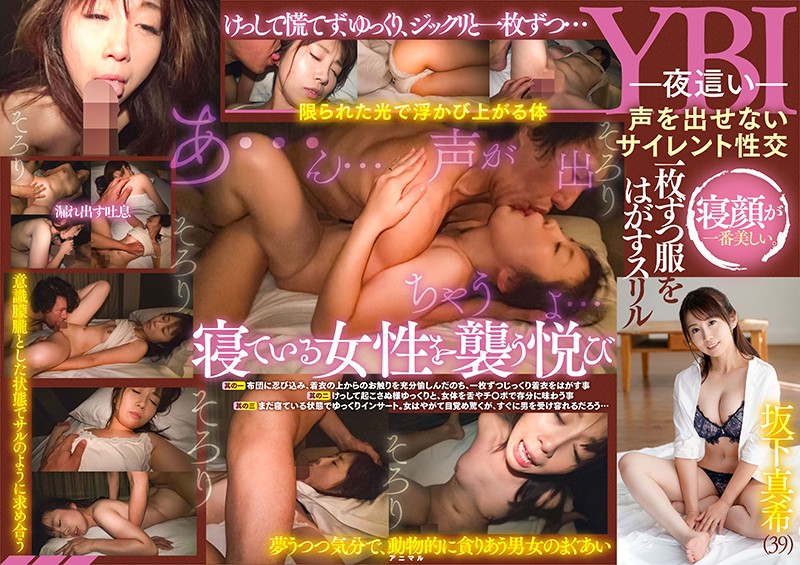 けっして慌てず、ゆっくり、ジックリと一枚ずつ…
限られた光で浮かび上がる体
YBI
―夜這い―
声を出せない
サイレント性交
一枚ずつ服を
はがすスリル
寝顔が
一番美しい。
そろり
そろり
そろり
そろり
そろり
漏れ出す吐息
あ・・・ん… 声が 出
ちゃう よ…
意識朦朧とした状態でサルのように求め合う
寝ている女性を襲う悦び
其の一 布団に忍び込み、着衣の上からのお触りを充分愉しんだのち、一枚ずつじっくり着衣をはがす事
其の二 けっして起こさぬ様ゆっくりと、女体を舌やチ○ポで存分に味わう事
其の三 まだ寝ている状態でゆっくりインサート。女はやがて目覚め驚くが、すぐに男を受け容れるだろう…
夢うつつ気分で、動物的に貪りあう男女のまぐあい
アニマル
坂下真希
(39)